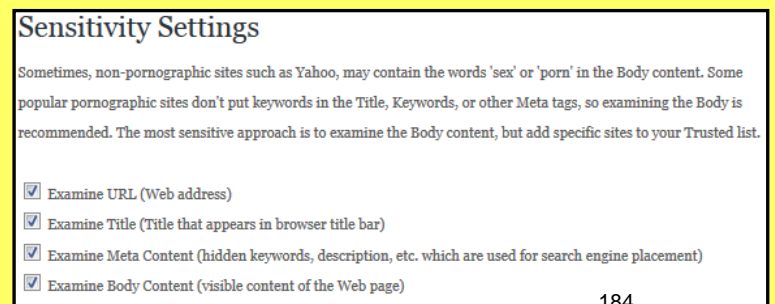 Sensitivity Settings
Sometimes, non-pornographic sites such as Yahoo, may contain the words 'sex' or 'porn' in the Body content. Some
popular pornographic sites don't put keywords in the Title, Keywords, or other Meta tags, so examining the Body is
recommended. The most sensitive approach is to examine the Body content, but add specific sites to your Trusted list.
Examine URL (Web address)
Examine Title (Title that appears in browser title bar)
Examine Meta Content (hidden keywords, description, etc. which are used for search engine placement)
Examine Body Content (visible content of the Web page)
184